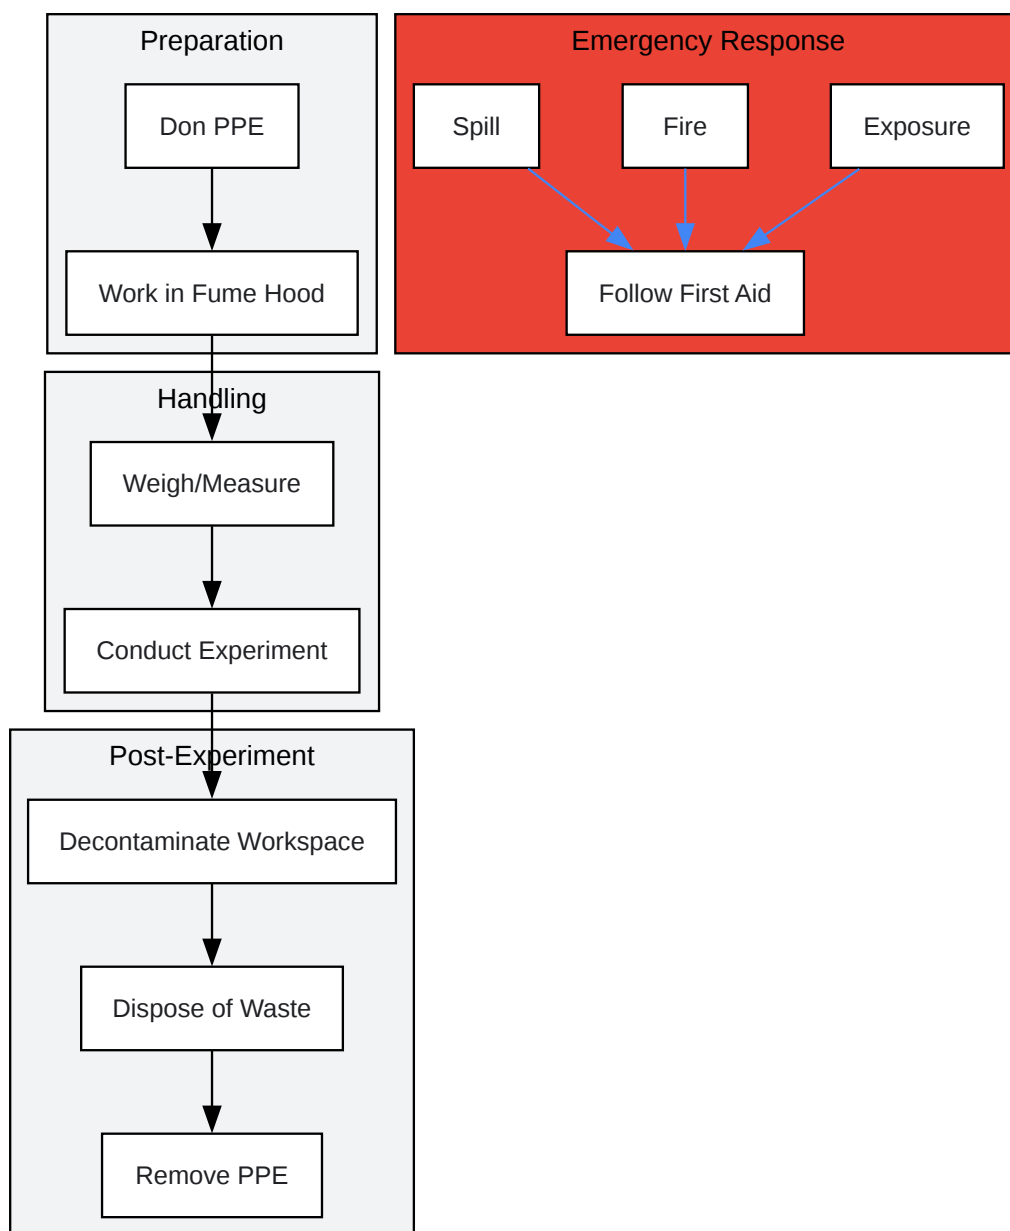 Preparation
Don PPE
Work in Fume Hood
Emergency Response
Spill
Fire
Exposure
Follow First Aid
Handling
Weigh/Measure
Conduct Experiment
Post-Experiment
Decontaminate Workspace
Dispose of Waste
Remove PPE